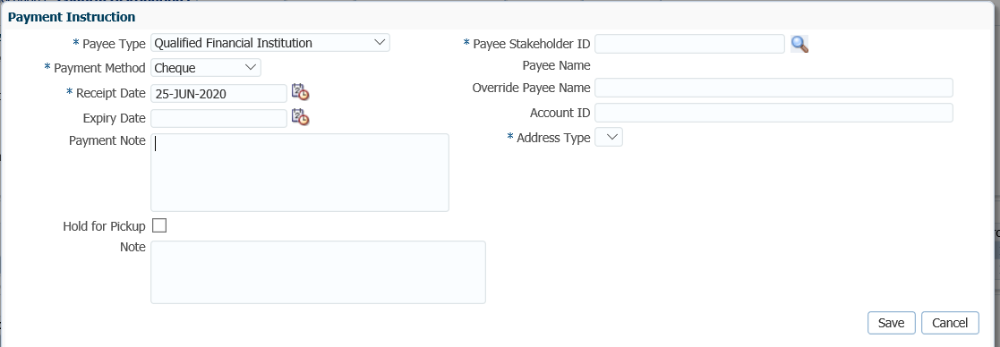 Payment Instruction
* Payee Type Qualified Financial Institution
* Payment Method Cheque
* Receipt Date 25-JUN-2020
Expiry Date
Payment Note
Hold for Pickup
Note
* Payee Stakeholder ID
Payee Name
Override Payee Name
Account ID
* Address Type
Save Cancel